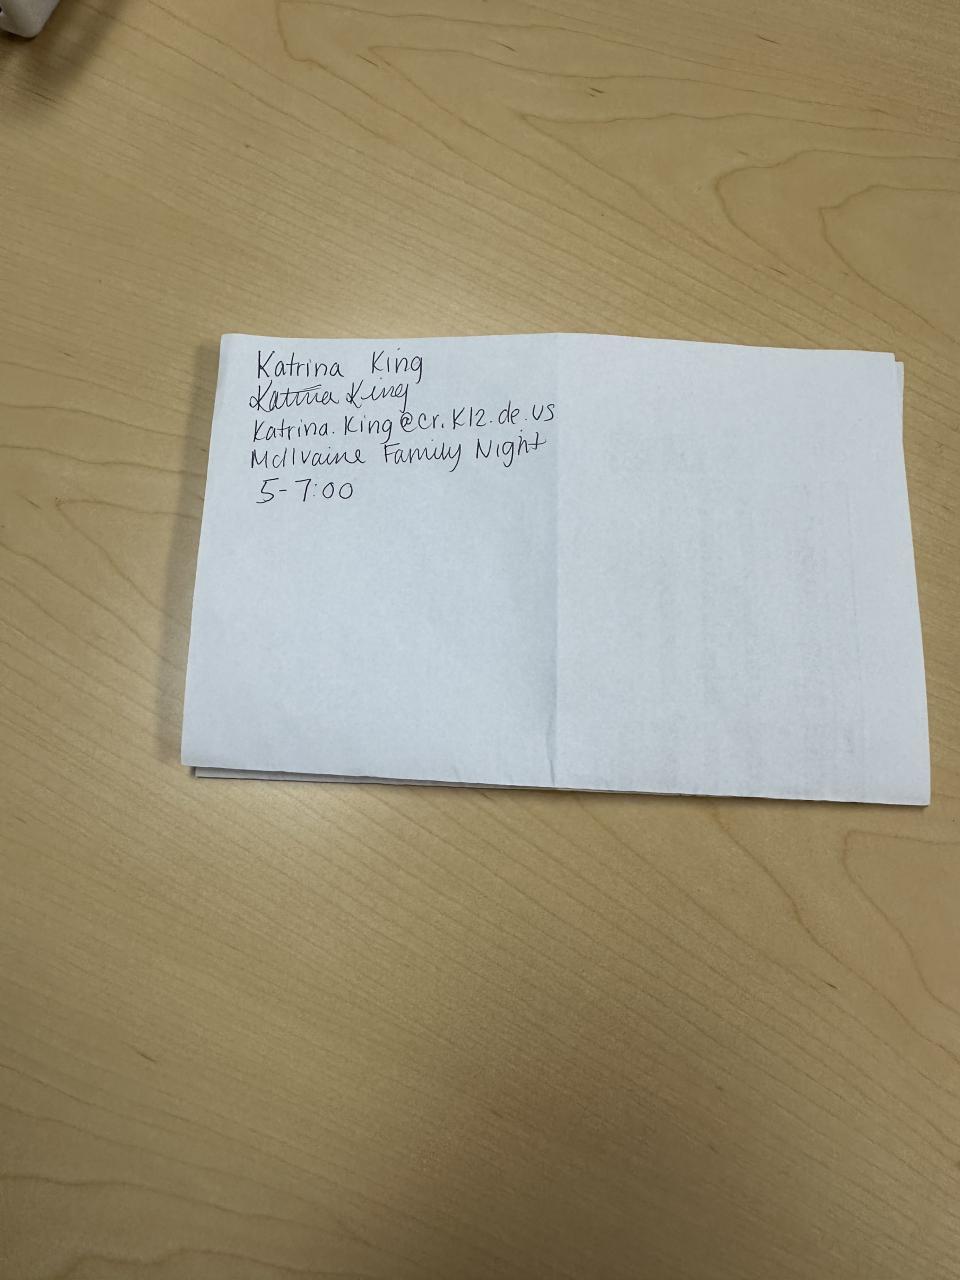 Katrina King
Katrina King
Katrina.King@cr.K12.de.us
McIlvaine Family Night
5-7:00